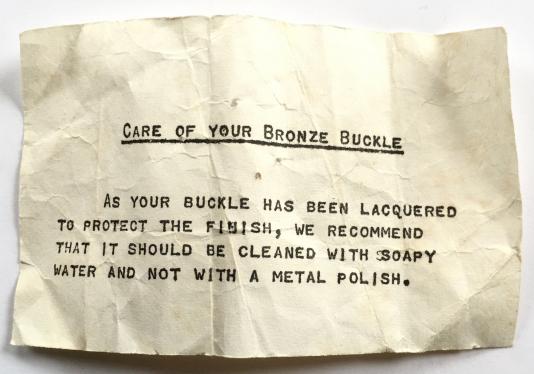 CARE OF YOUR BRONZE BUCKLE
AS YOUR BUCKLE HAS BEEN LACQUERED
TO PROTECT THE FINISH, WE RECOMMEND
THAT IT SHOULD BE CLEANED WITH SOAPY
WATER AND NOT WITH A METAL POLISH.